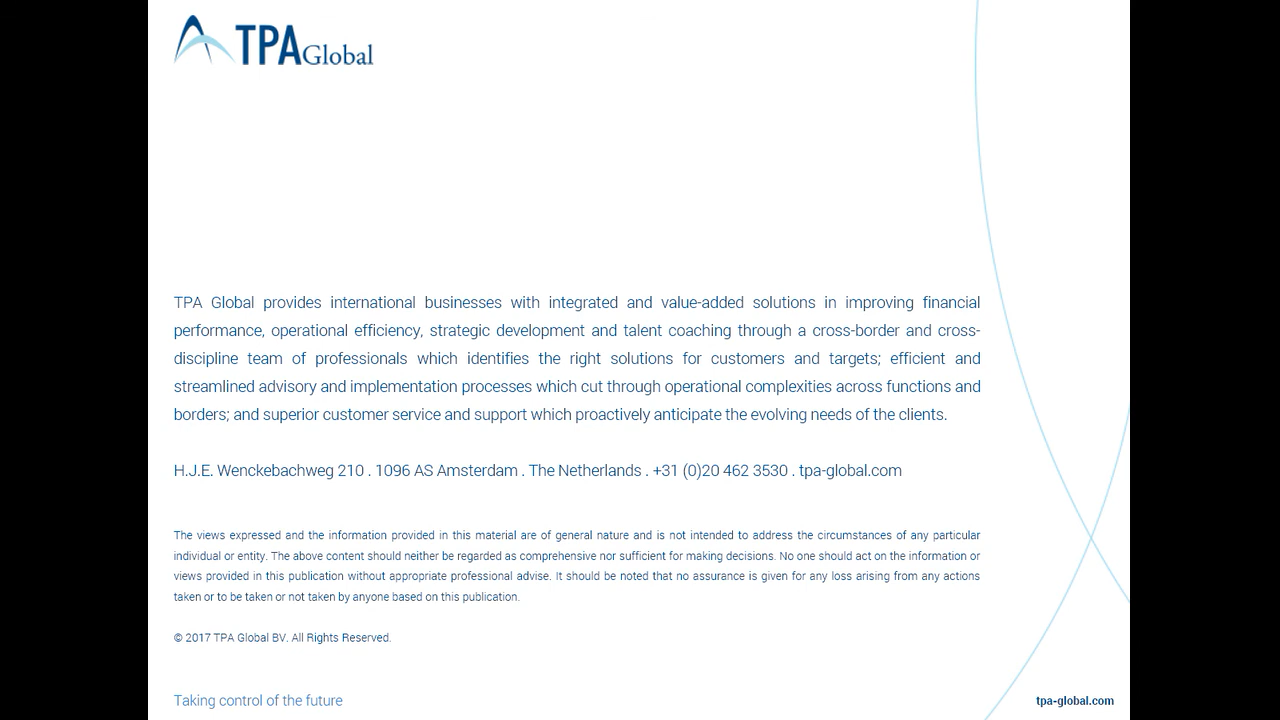 TPA Global
TPA Global provides international businesses with integrated and value-added solutions in improving financial
performance, operational efficiency, strategic development and talent coaching through a cross-border and cross-
discipline team of professionals which identifies the right solutions for customers and targets; efficient and
streamlined advisory and implementation processes which cut through operational complexities across functions and
borders; and superior customer service and support which proactively anticipate the evolving needs of the clients.
H.J.E. Wenckebachweg 210 . 1096 AS Amsterdam . The Netherlands . +31 (0)20 462 3530 . tpa-global.com
The views expressed and the information provided in this material are of general nature and is not intended to address the circumstances of any particular
individual or entity. The above content should neither be regarded as comprehensive nor sufficient for making decisions. No one should act on the information or
views provided in this publication without appropriate professional advise. It should be noted that no assurance is given for any loss arising from any actions
taken or to be taken or not taken by anyone based on this publication.
© 2017 TPA Global BV. All Rights Reserved.
Taking control of the future
tpa-global.com